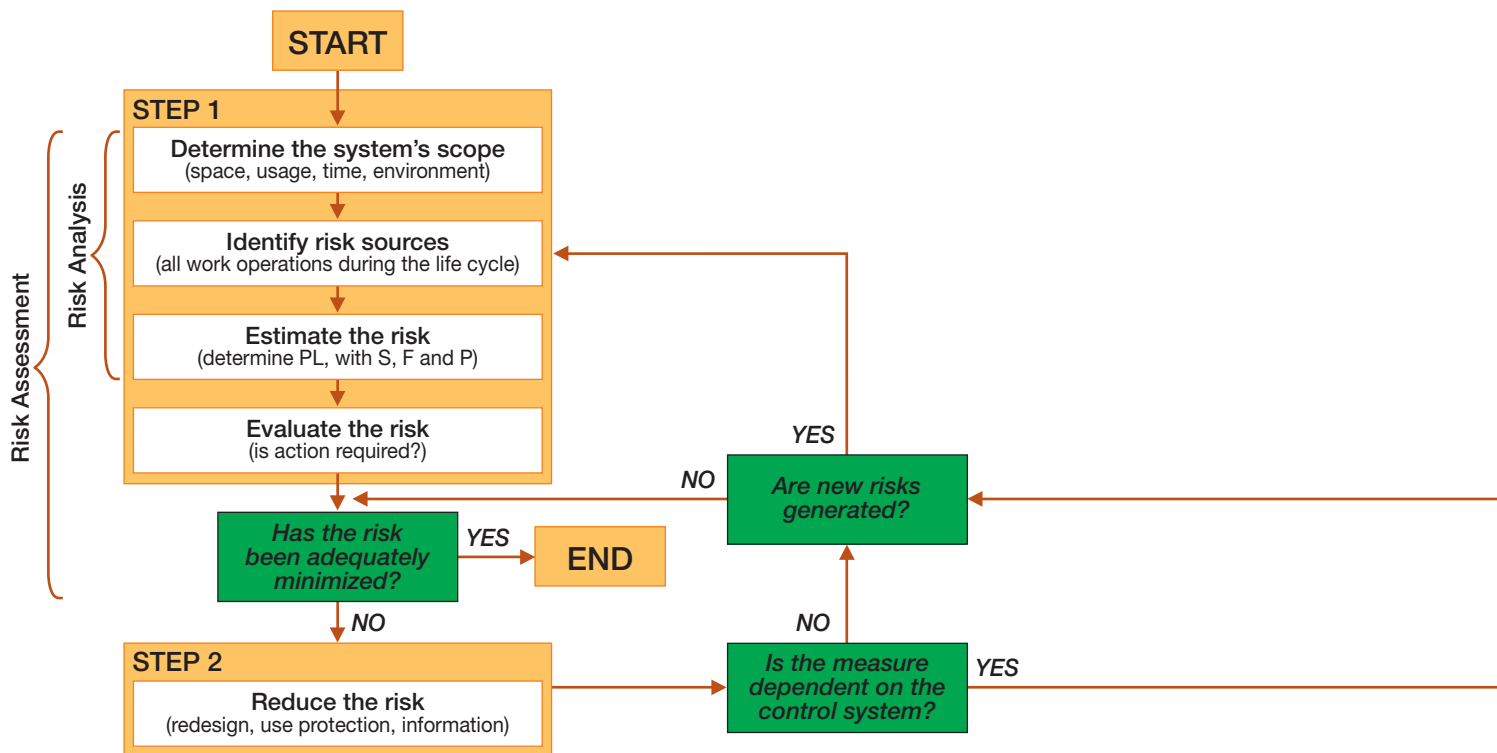 START
STEP 1
Determine the system's scope
(space, usage, time, environment)
Identify risk sources
(all work operations during the life cycle)
Estimate the risk
(determine PL, with S, F and P)
Evaluate the risk
(is action required?)
Risk Analysis
Risk Assessment
Has the risk
been adequately
minimized?
YES
END
NO
STEP 2
Reduce the risk
(redesign, use protection, information)
Is the measure
dependent on the
control system?
YES
NO
Are new risks
generated?
YES
NO